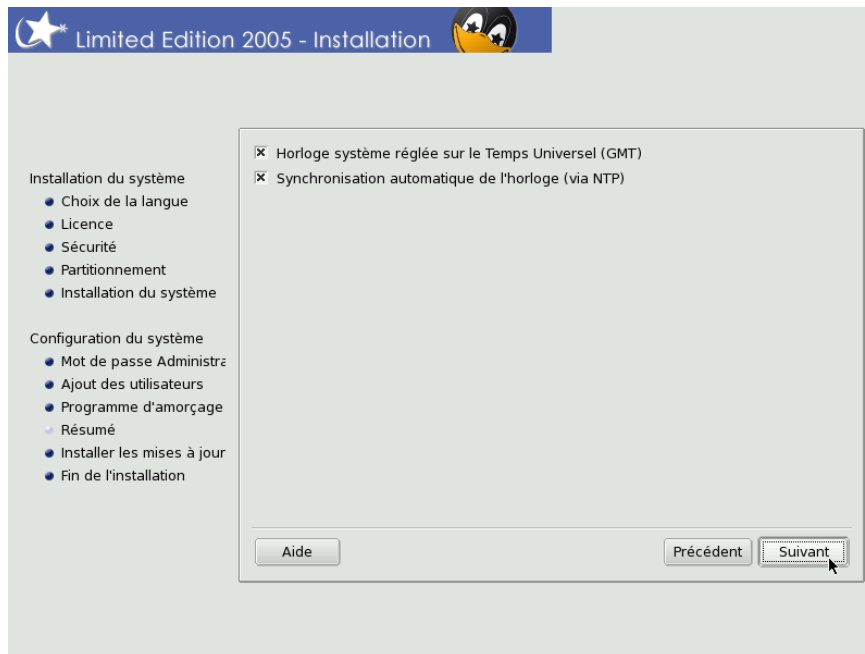 Limited Edition 2005 - Installation
Installation du système
Choix de la langue
Licence
Sécurité
Partitionnement
Installation du système
Configuration du système
Mot de passe Administra
Ajout des utilisateurs
Programme d'amorçage
Résumé
Installer les mises à jour
Fin de l'installation
Horloge système réglée sur le Temps Universel (GMT)
Synchronisation automatique de l'horloge (via NTP)
Aide
Précédent
Suivant